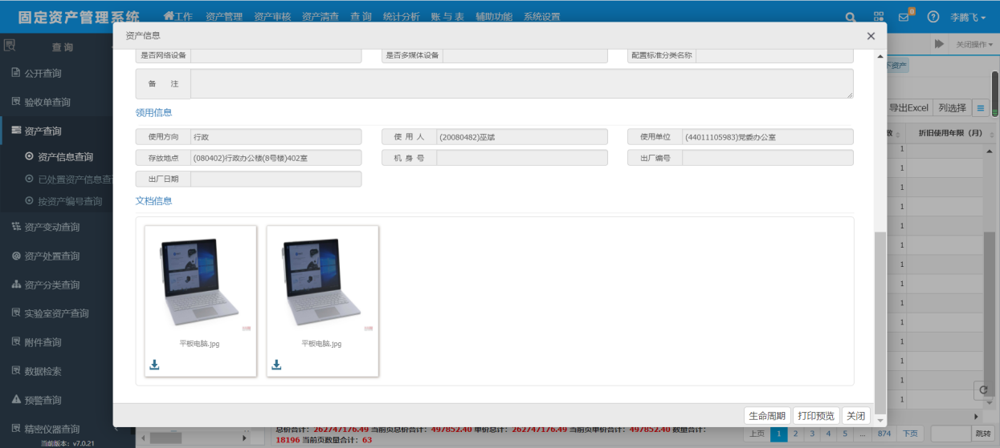 固定资产管理系统 工作 资产管理 资产审核 资产清查 查 询 统计分析 账 与 表 辅助功能 系统设置 0 李腾飞
资产信息
查 询
关闭操作
是否网络设备 是否多媒体设备 配置标准分类名称
公开查询
备 注
验收单查询
导出Excel 列选择
领用信息
资产查询
折旧使用年限（月）
使用方向 行政 使 用 人 (20080482)巫斌 使用单位 (44011105983)党委办公室
资产信息查询
存放地点 (080402)行政办公楼(8号楼)402室 机 身 号 出厂编号
已处置资产信息查
出厂日期
按资产编号查询
文档信息
资产变动查询
资产处置查询
资产分类查询
实验室资产查询
附件查询
平板电脑.jpg 平板电脑.jpg
数据检索
预警查询
生命周期 打印预览 关闭
精密仪器查询
总价合计：262747176.49 当前页总价合计：497852.40 单价总计：262747176.49 当前页单价合计：497852.40 数量合计：
18196 当前页数量合计：63
上页 1 2 3 4 5 ... 874 下页 跳转
当前版本：v7.0.21
1
1
1
1
1
1
1
1
1
1
1
1
1
1